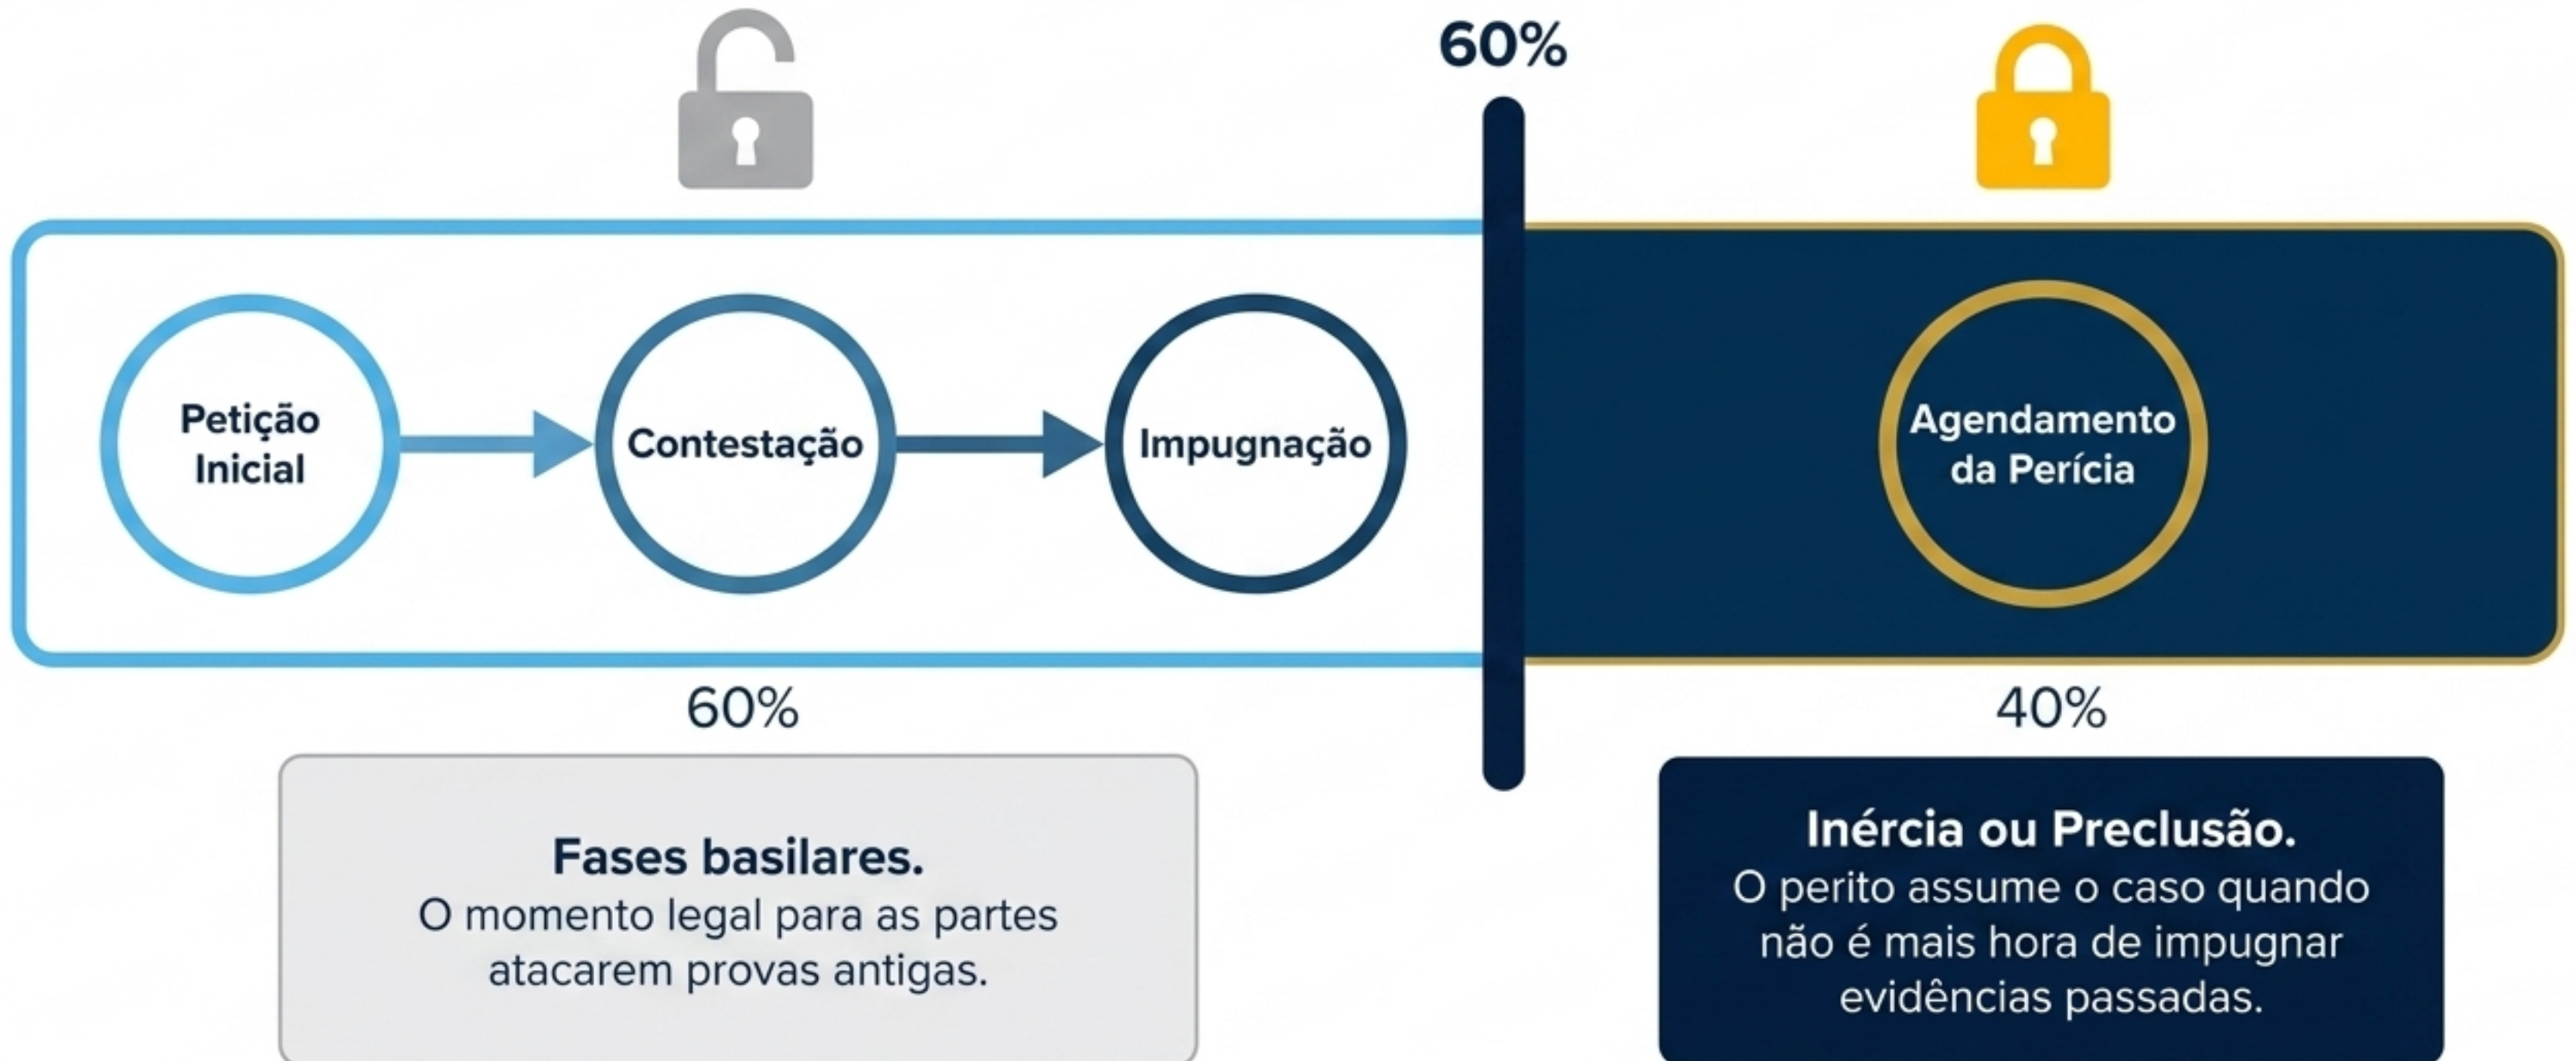 60%
Petição
Inicial
Contestação
Impugnação
Agendamento
da Perícia
60%
40%
Fases basilares.
O momento legal para as partes
atacarem provas antigas.
Inércia ou Preclusão.
O perito assume o caso quando
não é mais hora de impugnar
evidências passadas.